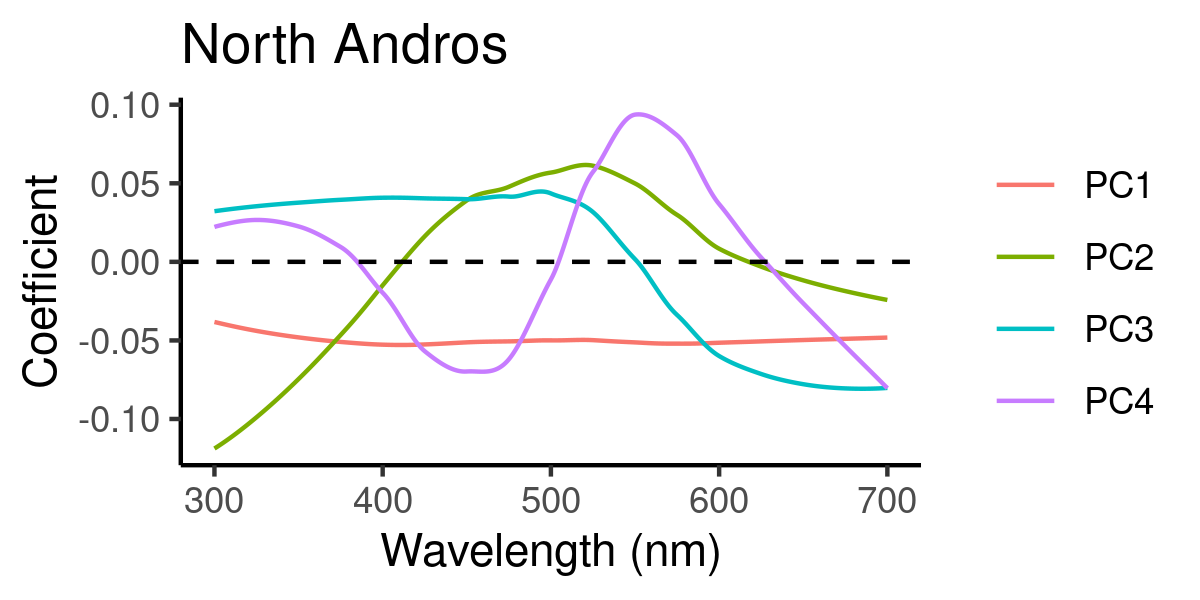 North Andros
0.10
0.05
0.00
-0.05
-0.10
Coefficient
300 400 500 600 700
Wavelength (nm)
PC1
PC2
PC3
PC4